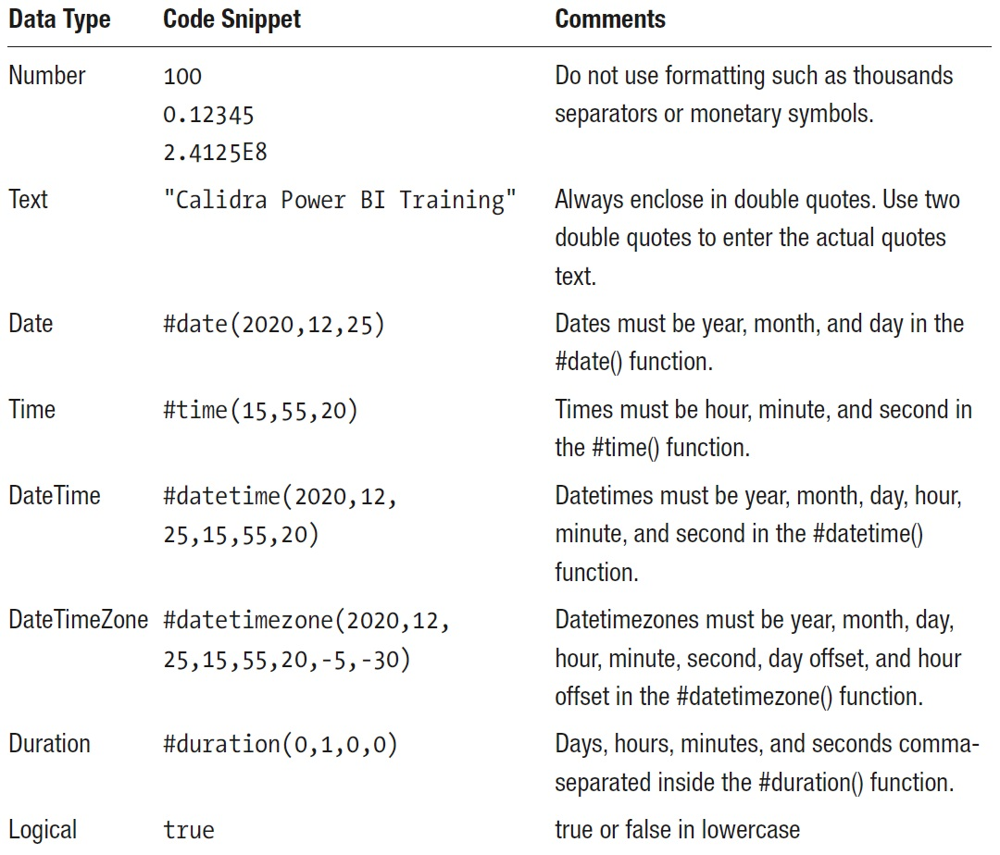 Data Type Code Snippet Comments
Number 100 Do not use formatting such as thousands
0.12345 separators or monetary symbols.
2.4125E8
Text "Calidra Power BI Training" Always enclose in double quotes. Use two
double quotes to enter the actual quotes
text.
Date #date(2020,12,25) Dates must be year, month, and day in the
#date() function.
Time #time(15,55,20) Times must be hour, minute, and second in
the #time() function.
DateTime #datetime(2020,12, Datetimes must be year, month, day, hour,
25,15,55,20) minute, and second in the #datetime()
function.
DateTimeZone #datetimezone(2020,12, Datetimezones must be year, month, day,
25,15,55,20,-5,-30) hour, minute, second, day offset, and hour
offset in the #datetimezone() function.
Duration #duration(0,1,0,0) Days, hours, minutes, and seconds comma-
separated inside the #duration() function.
Logical true true or false in lowercase